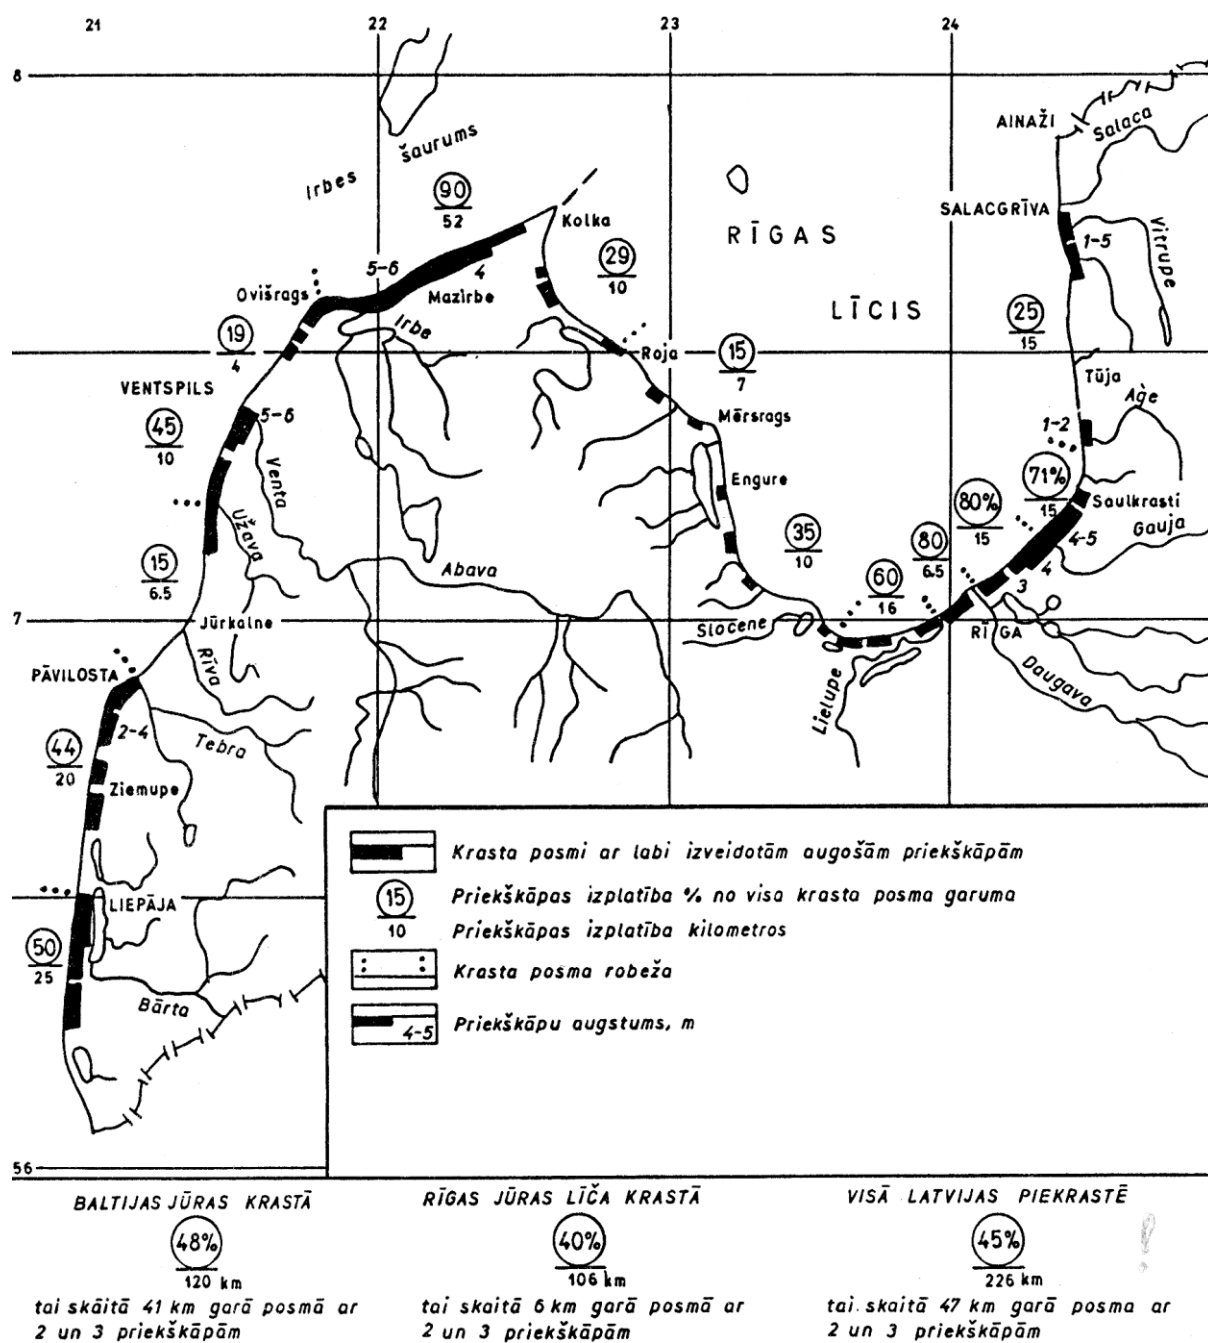 21
22
23
24
8
AINAŽI
Salaca
Irbes
Šaurums
90
52
Kolka
SALACGRĪVA
1-5
Vitrupe
RĪGAS
LĪCIS
29
10
5-6
4
Mazirbe
Ovišrags
Irbe
19
4
Roja
15
7
25
15
Tūja
VENTSPILS
5-6
45
10
Mērsrags
Aģe
1-2
Venta
Engure
71%
15
Saulkrasti
Gauja
80%
15
4-5
4
3
Užava
15
6.5
Abava
35
10
80
6.5
60
16
7
Jūrkalne
Slocene
RĪGA
Rīva
PĀVILOSTA
Lielupe
Daugava
2-4
Tebra
44
20
Ziemupe
LIEPĀJA
50
25
Bārta
Krasta posmi ar labi izveidotām augošām priekškāpām
15
10
Priekškāpas izplatība % no visa krasta posma garuma
Priekškāpas izplatība kilometros
Krasta posma robeža
4-5
Priekškāpu augstums, m
56
BALTIJAS JŪRAS KRASTĀ
48%
120 km
tai skāitā 41 km garā posmā ar
2 un 3 priekškāpām
RĪGAS JŪRAS LĪČA KRASTĀ
40%
106 km
tai skaitā 6 km garā posmā ar
2 un 3 priekškāpām
VISĀ LATVIJAS PIEKRASTĒ
45%
226 km
tai skaitā 47 km garā posma ar
2 un 3 priekškāpām
!